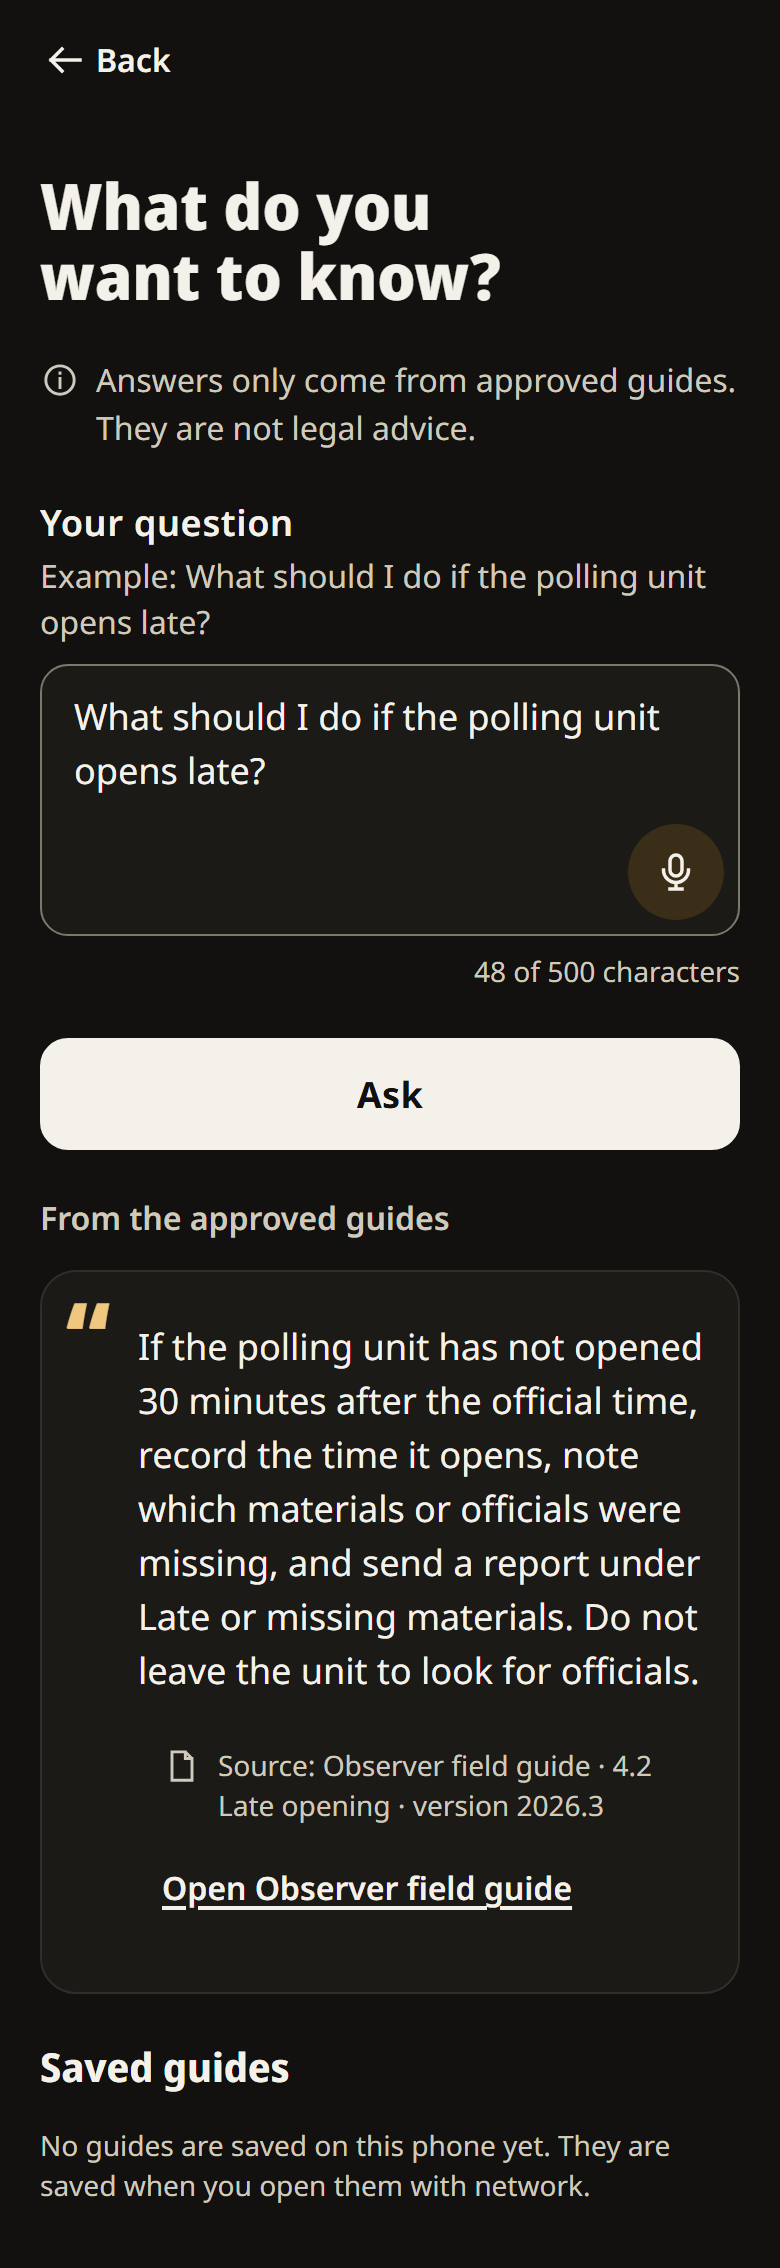 Back
What do you
want to know?
Answers only come from approved guides.
They are not legal advice.
Your question
Example: What should I do if the polling unit
opens late?
What should I do if the polling unit
opens late?
48 of 500 characters
Ask
From the approved guides
“
If the polling unit has not opened
30 minutes after the official time,
record the time it opens, note
which materials or officials were
missing, and send a report under
Late or missing materials. Do not
leave the unit to look for officials.
Source: Observer field guide · 4.2
Late opening · version 2026.3
Open Observer field guide
Saved guides
No guides are saved on this phone yet. They are
saved when you open them with network.